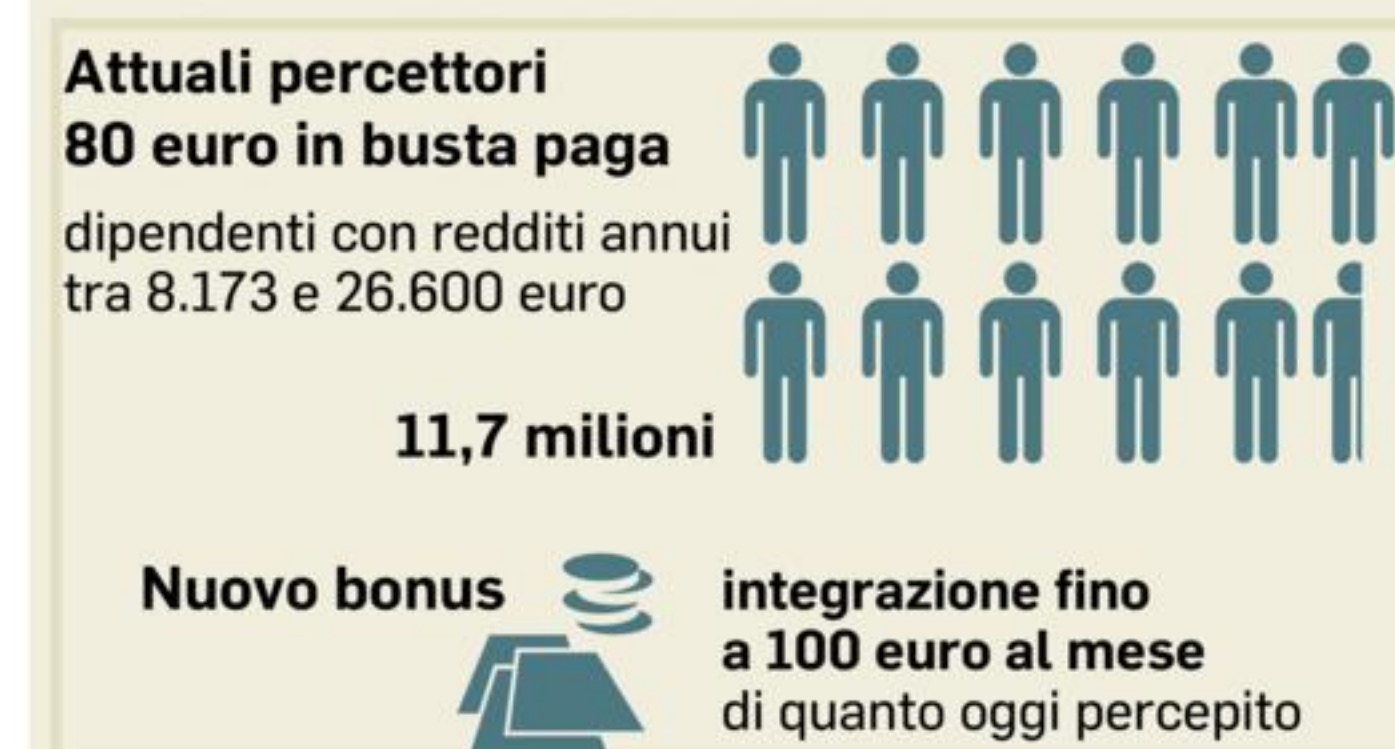 Attuali percettori
80 euro in busta paga
dipendenti con redditi annui
tra 8.173 e 26.600 euro
11,7 milioni
Nuovo bonus
integrazione fino
a 100 euro al mese
di quanto oggi percepito